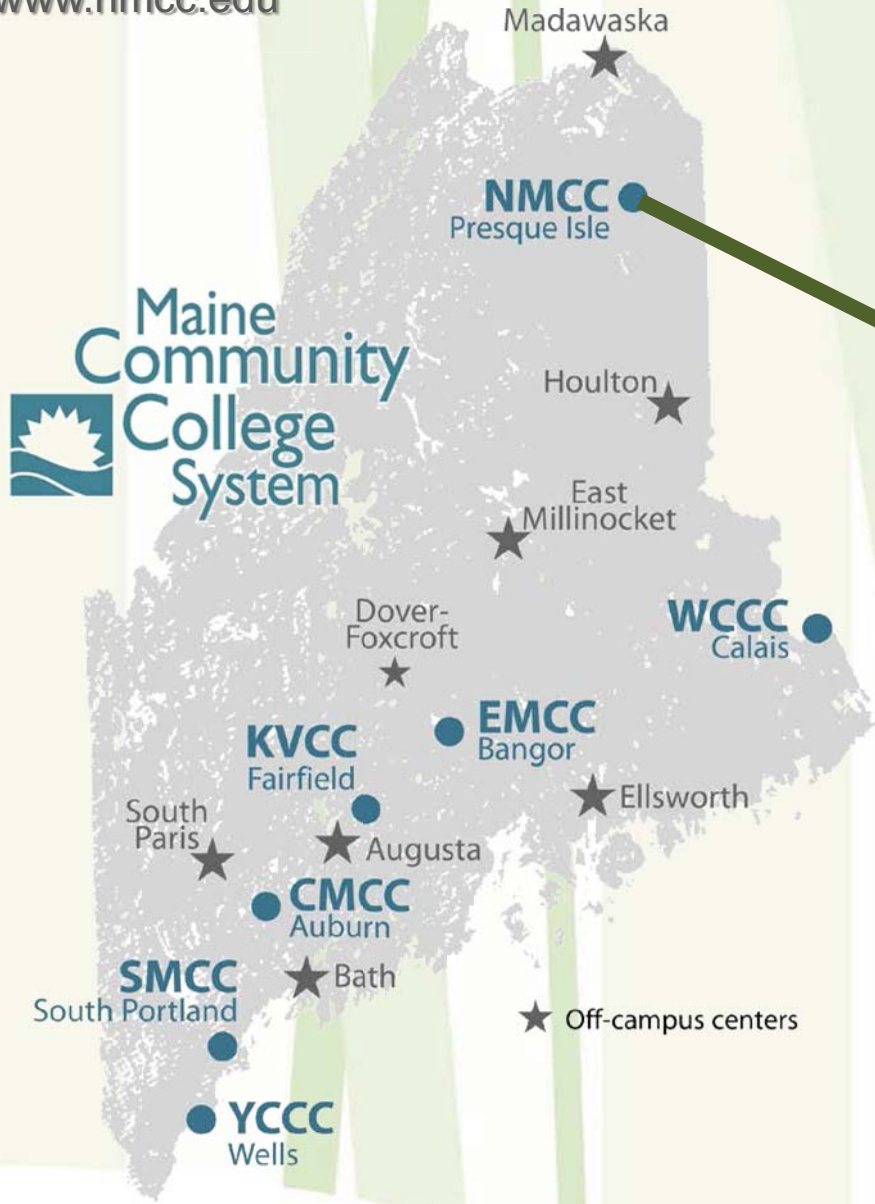 www.nmcc.edu
Madawaska
NMCC
Presque Isle
Maine
Community
College
System
Houlton
East
Millinocket
WCCC
Calais
Dover-
Foxcroft
EMCC
Bangor
KVCC
Fairfield
Ellsworth
South
Paris
Augusta
CMCC
Auburn
SMCC
South Portland
Bath
Off-campus centers
YCCC
Wells